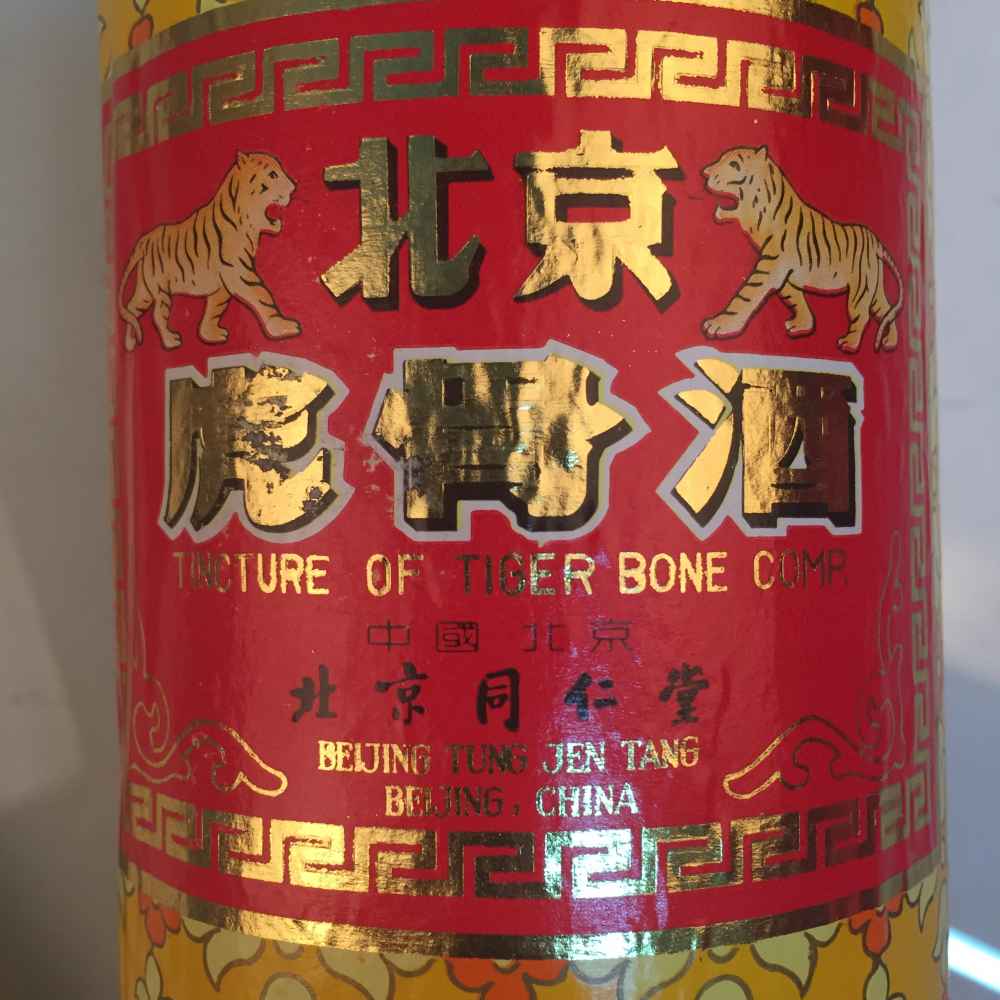 北京
虎骨酒
TINCTURE OF TIGER BONE COMP.
中國北京
北京同仁堂
BEIJING TUNG JEN TANG
BEIJING, CHINA